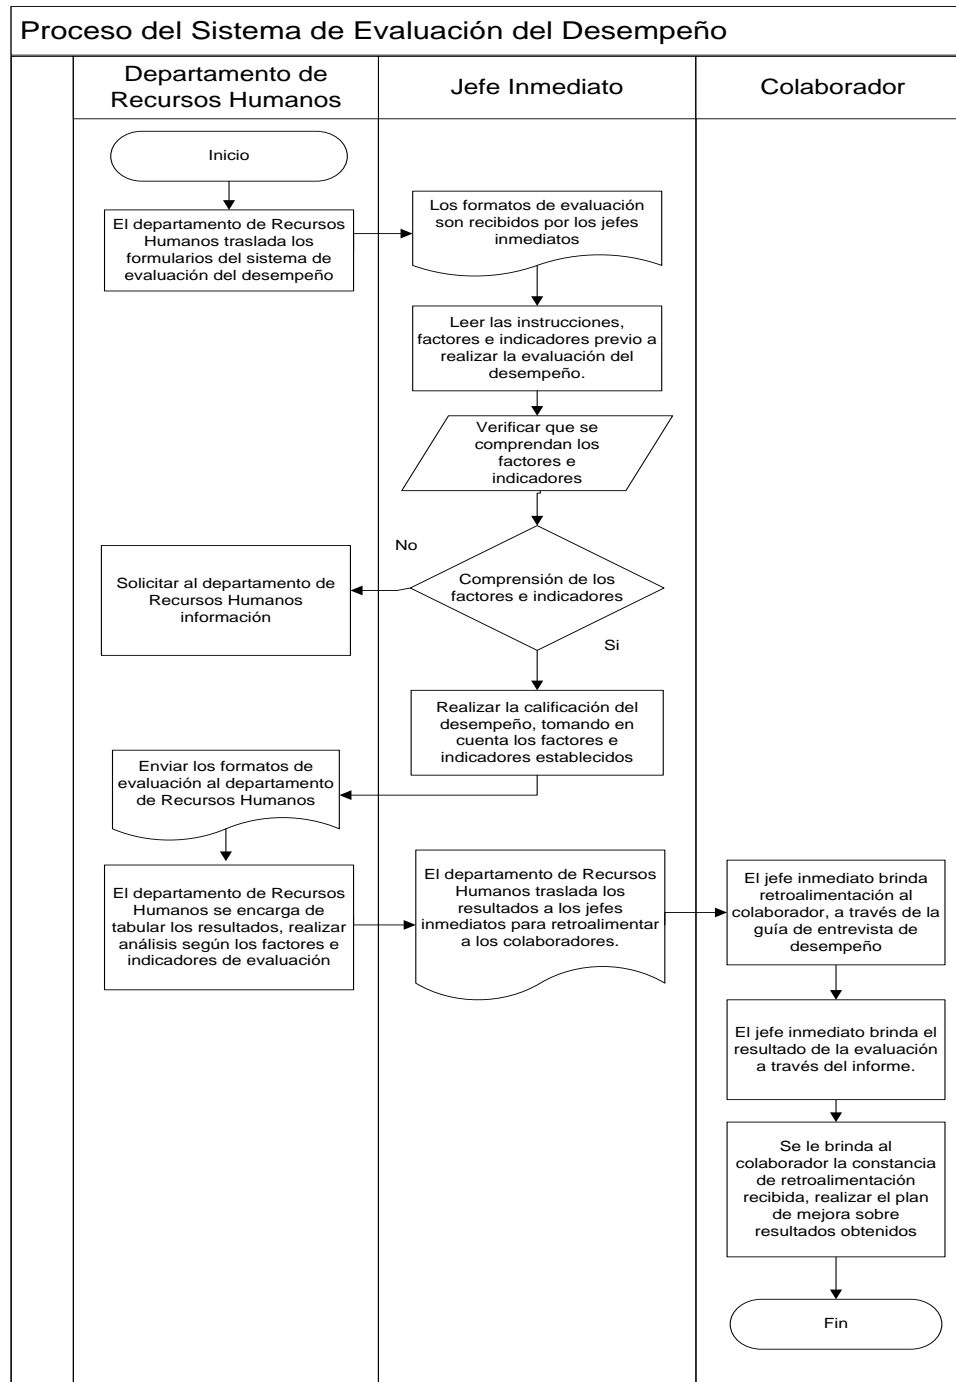 Proceso del Sistema de Evaluación del Desempeño
Departamento de
Recursos Humanos
Jefe Inmediato
Colaborador
Inicio
El departamento de Recursos
Humanos traslada los
formularios del sistema de
evaluación del desempeño
Los formatos de evaluación
son recibidos por los jefes
inmediatos
Leer las instrucciones,
factores e indicadores previo a
realizar la evaluación del
desempeño.
Verificar que se
comprendan los
factores e
indicadores
No
Comprensión de los
factores e indicadores
Solicitar al departamento de
Recursos Humanos
información
Si
Realizar la calificación del
desempeño, tomando en
cuenta los factores e
indicadores establecidos
Enviar los formatos de
evaluación al departamento
de Recursos Humanos
El departamento de Recursos
Humanos se encarga de
tabular los resultados, realizar
análisis según los factores e
indicadores de evaluación
El departamento de Recursos
Humanos traslada los
resultados a los jefes
inmediatos para retroalimentar
a los colaboradores.
El jefe inmediato brinda
retroalimentación al
colaborador, a través de la
guía de entrevista de
desempeño
El jefe inmediato brinda el
resultado de la evaluación
a través del informe.
Se le brinda al
colaborador la constancia
de retroalimentación
recibida, realizar el plan
de mejora sobre
resultados obtenidos
Fin